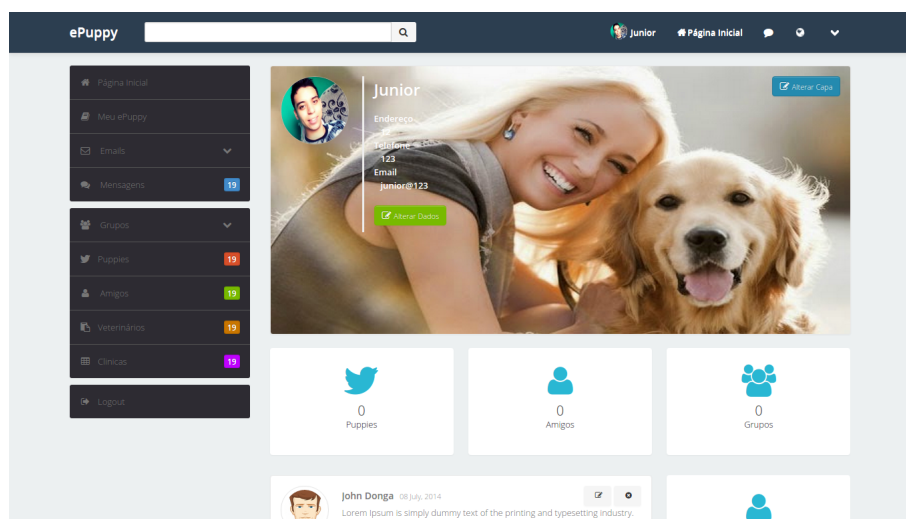 ePuppy
Junior
Página Inicial
Página Inicial
Meu ePuppy
Emails
Mensagens 19
Grupos
Puppies 19
Amigos 19
Veterinários 19
Clinicas 19
Logout
Junior
Endereço
12
Telefone
123
Email
junior@123
Alterar Dados
Alterar Capa
0
Puppies
0
Amigos
0
Grupos
John Donga 08 July, 2014
Lorem Ipsum is simply dummy text of the printing and typesetting industry.